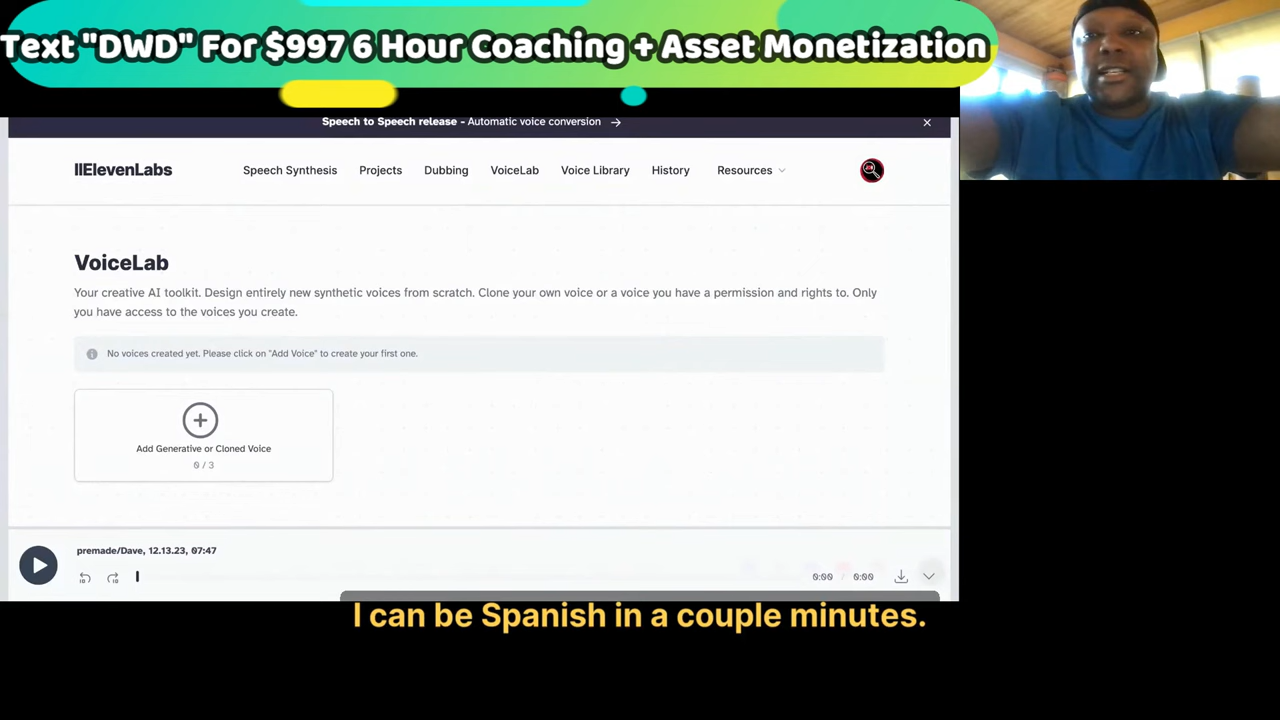 Text "DWD" For $997 6 Hour Coaching + Asset Monetization
Speech to Speech release - Automatic voice conversion →
IIElevenLabs
Speech Synthesis
Projects
Dubbing
VoiceLab
Voice Library
History
Resources
VoiceLab
Your creative AI toolkit. Design entirely new synthetic voices from scratch. Clone your own voice or a voice you have a permission and rights to. Only
you have access to the voices you create.
No voices created yet. Please click on "Add Voice" to create your first one.
Add Generative or Cloned Voice
0 / 3
premade/Dave, 12.13.23, 07:47
0:00 / 0:00
I can be Spanish in a couple minutes.